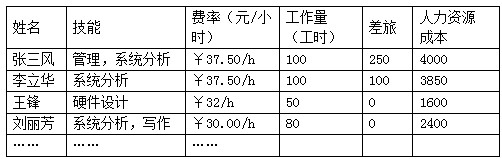 姓名 技能 费率（元/小时） 工作量（工时） 差旅 人力资源成本
张三风 管理，系统分析 ￥37.50/h 100 250 4000
李立华 系统分析 ￥37.50/h 100 100 3850
王锋 硬件设计 ￥32/h 50 0 1600
刘丽芳 系统分析，写作 ￥30.00/h 80 0 2400
…… …… ……